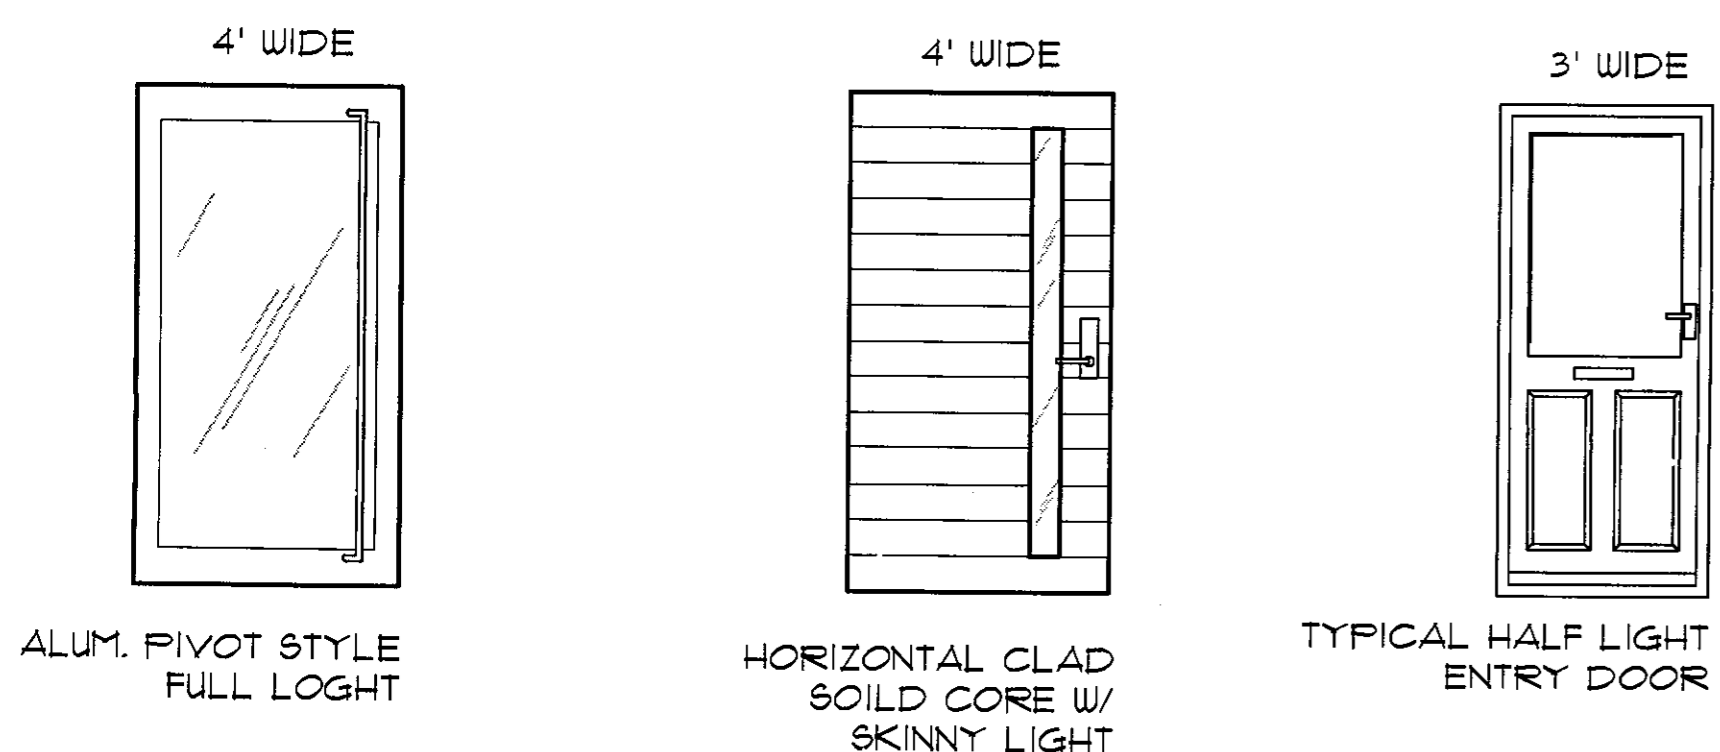 4' WIDE
ALUM. PIVOT STYLE
FULL LOGHT
4' WIDE
HORIZONTAL CLAD
SOILD CORE W/
SKINNY LIGHT
3' WIDE
TYPICAL HALF LIGHT
ENTRY DOOR